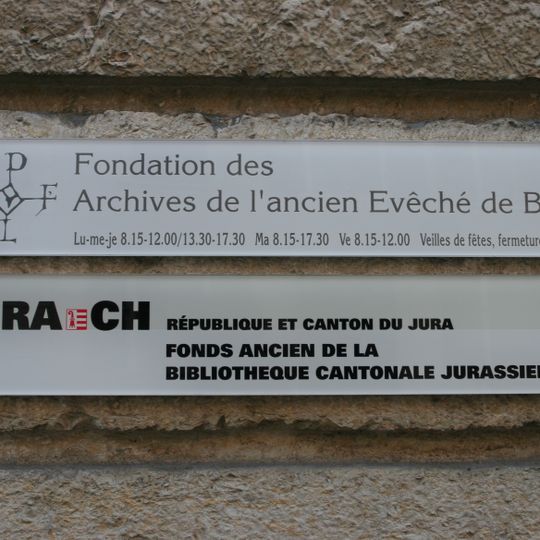 Fondation des
Archives de l'ancien Evêché de B
Lu-me-je 8.15-12.00/13.30-17.30 Ma 8.15-17.30 Ve 8.15-12.00 Veilles de fêtes, fermeture
RA CH RÉPUBLIQUE ET CANTON DU JURA
FONDS ANCIEN DE LA
BIBLIOTHEQUE CANTONALE JURASSIEN